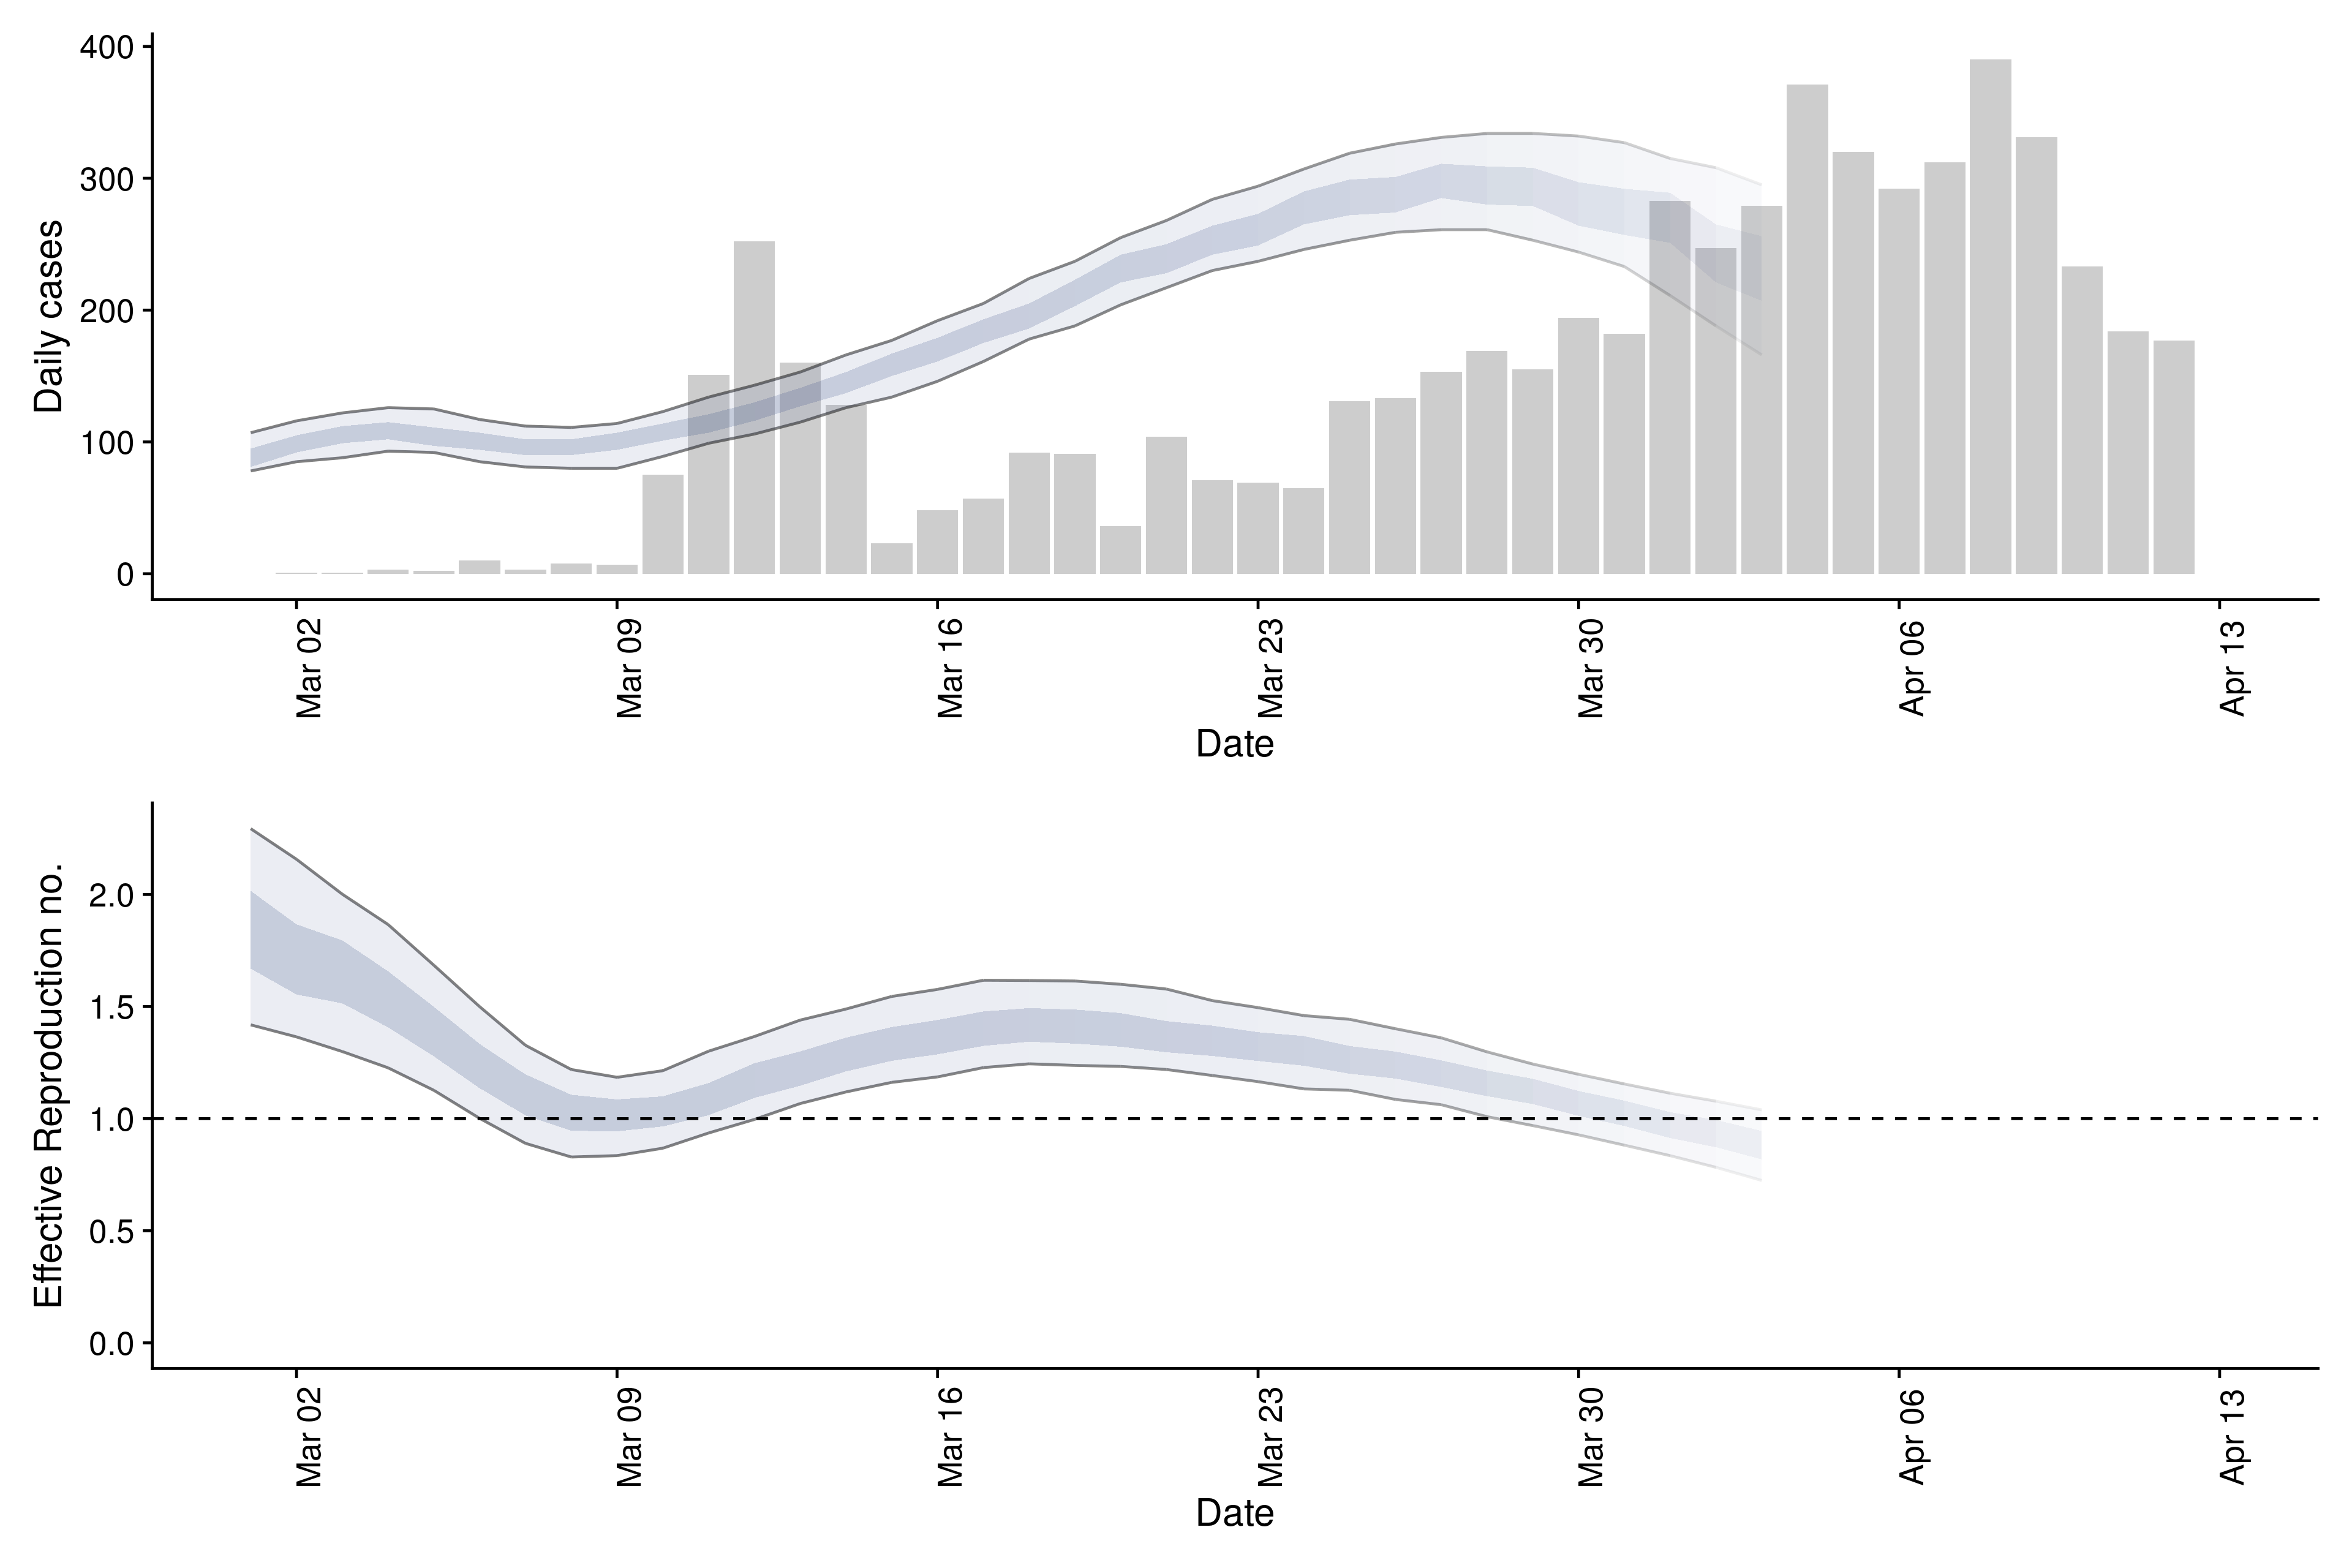 Daily cases
400
300
200
100
0
Mar 02
Mar 09
Mar 16
Mar 23
Mar 30
Apr 06
Apr 13
Date
Effective Reproduction no.
2.0
1.5
1.0
0.5
0.0
Mar 02
Mar 09
Mar 16
Mar 23
Mar 30
Apr 06
Apr 13
Date